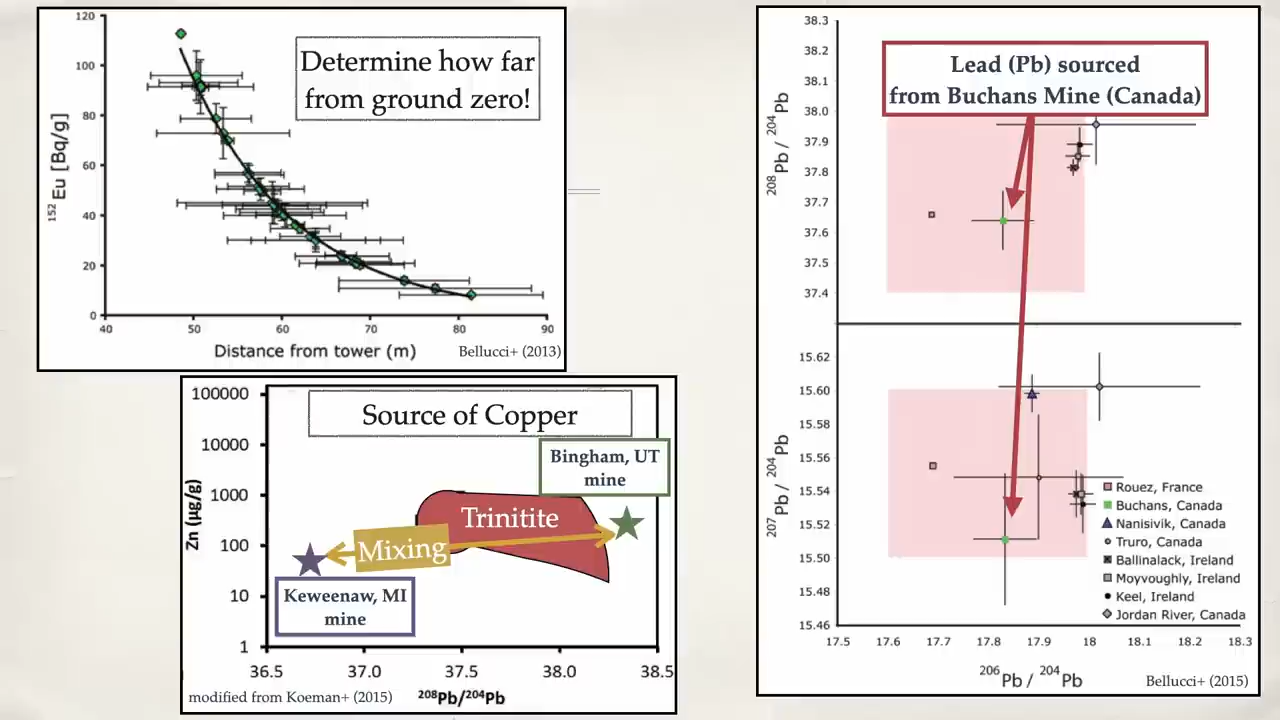 120
100
80
60
40
20
0
152Eu [Bq/g]
Determine how far
from ground zero!
40 50 60 70 80 90
Distance from tower (m)
Bellucci+ (2013)
100000
10000
1000
100
10
1
Zn (µg/g)
Source of Copper
Bingham, UT
mine
Trinitite
Mixing
Keweenaw, MI
mine
36.5 37.0 37.5 38.0 38.5
modified from Koeman+ (2015)
208Pb/204Pb
38.3
38.2
38.1
38.0
37.9
37.8
37.7
37.6
37.5
37.4
208Pb / 204Pb
Lead (Pb) sourced
from Buchans Mine (Canada)
15.62
15.60
15.58
15.56
15.54
15.52
15.50
15.48
15.46
207Pb / 204Pb
Rouez, France
Buchans, Canada
Nanisivik, Canada
Truro, Canada
Ballinalack, Ireland
Moyvoughly, Ireland
Keel, Ireland
Jordan River, Canada
17.5 17.6 17.7 17.8 17.9 18 18.1 18.2 18.3
206Pb / 204Pb
Bellucci+ (2015)